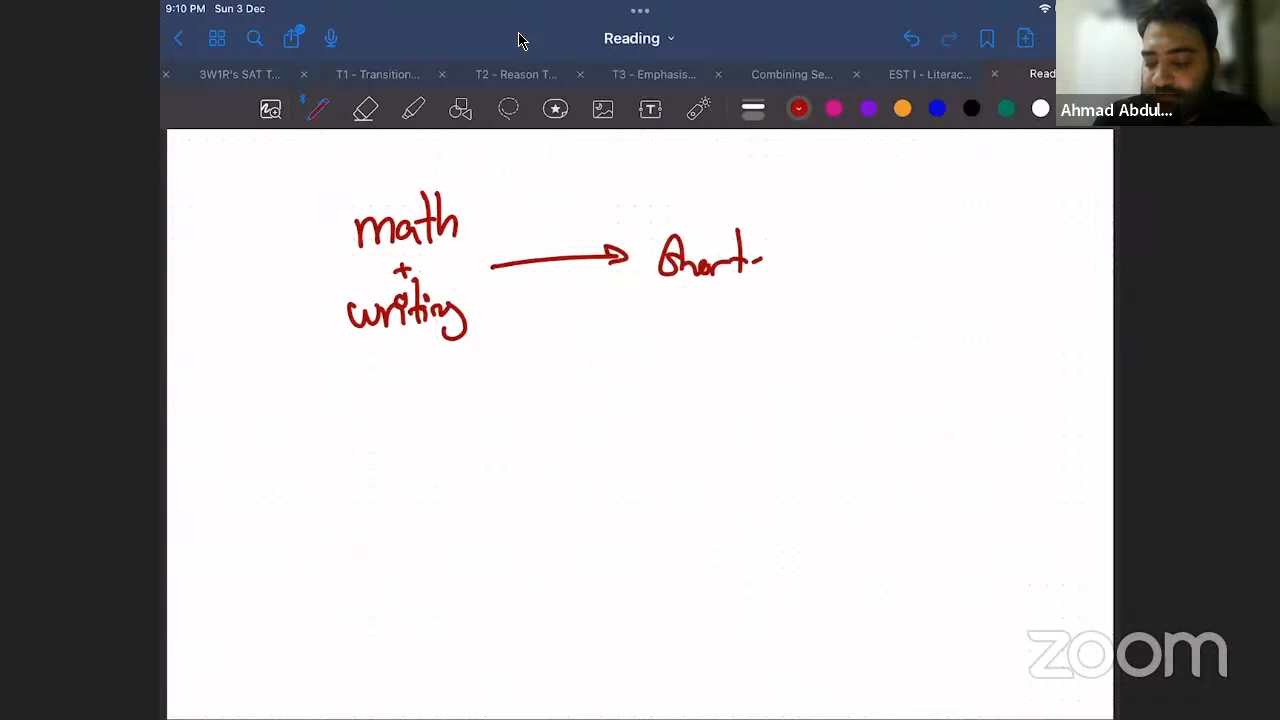 9:10 PM Sun 3 Dec
Reading
3W1R's SAT T...
T1 - Transition...
T2 - Reason T...
T3 - Emphasis...
Combining Se...
EST I - Literac...
Read
T
Ahmad Abdul...
math
+
writing
Short-
zoom